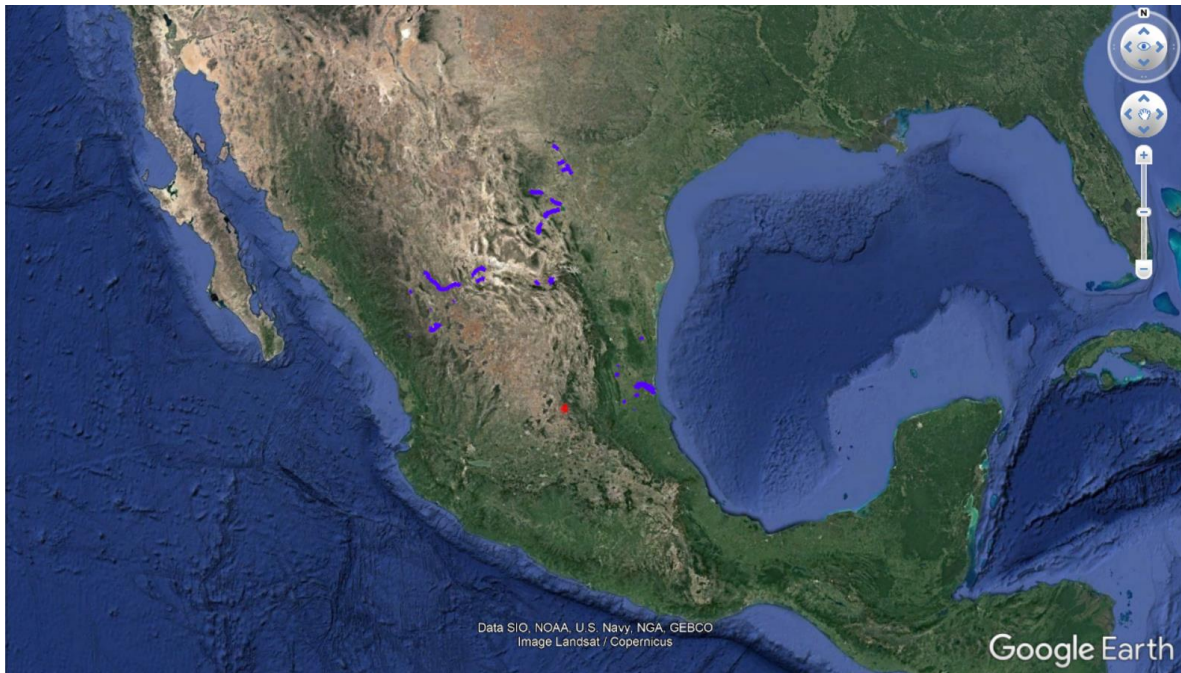 N
Data SIO, NOAA, U.S. Navy, NGA, GEBCO
Image Landsat / Copernicus
Google Earth